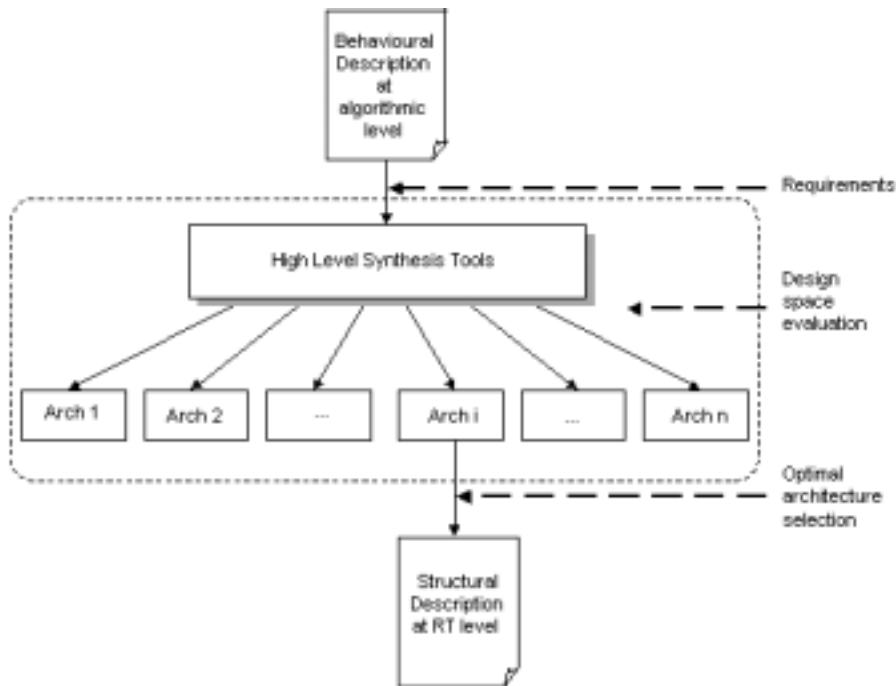 Behavioural
Description
at
algorithmic
level
Requirements
High Level Synthesis Tools
Design
space
evaluation
Arch 1
Arch 2
...
Arch i
...
Arch n
Optimal
architecture
selection
Structural
Description
at RT level